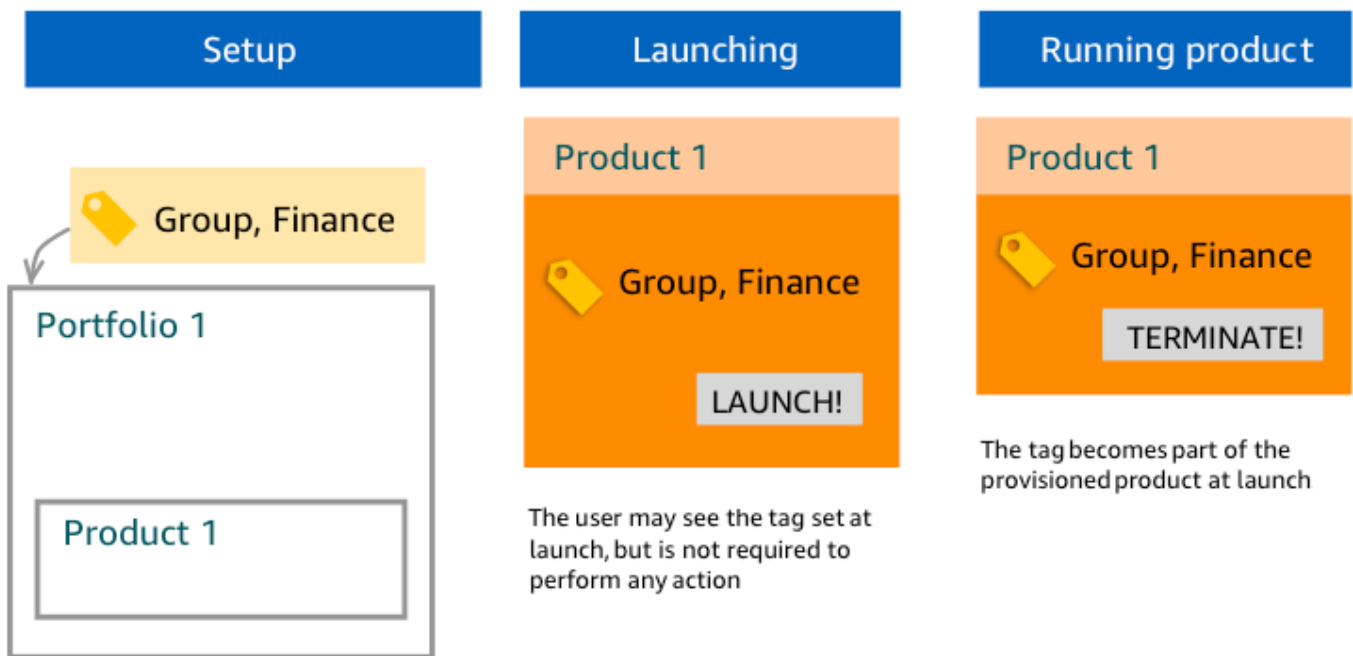 Setup
Group, Finance
Portfolio 1
Product 1
Launching
Product 1
Group, Finance
LAUNCH!
The user may see the tag set at
launch, but is not required to
perform any action
Running product
Product 1
Group, Finance
TERMINATE!
The tag becomes part of the
provisioned product at launch